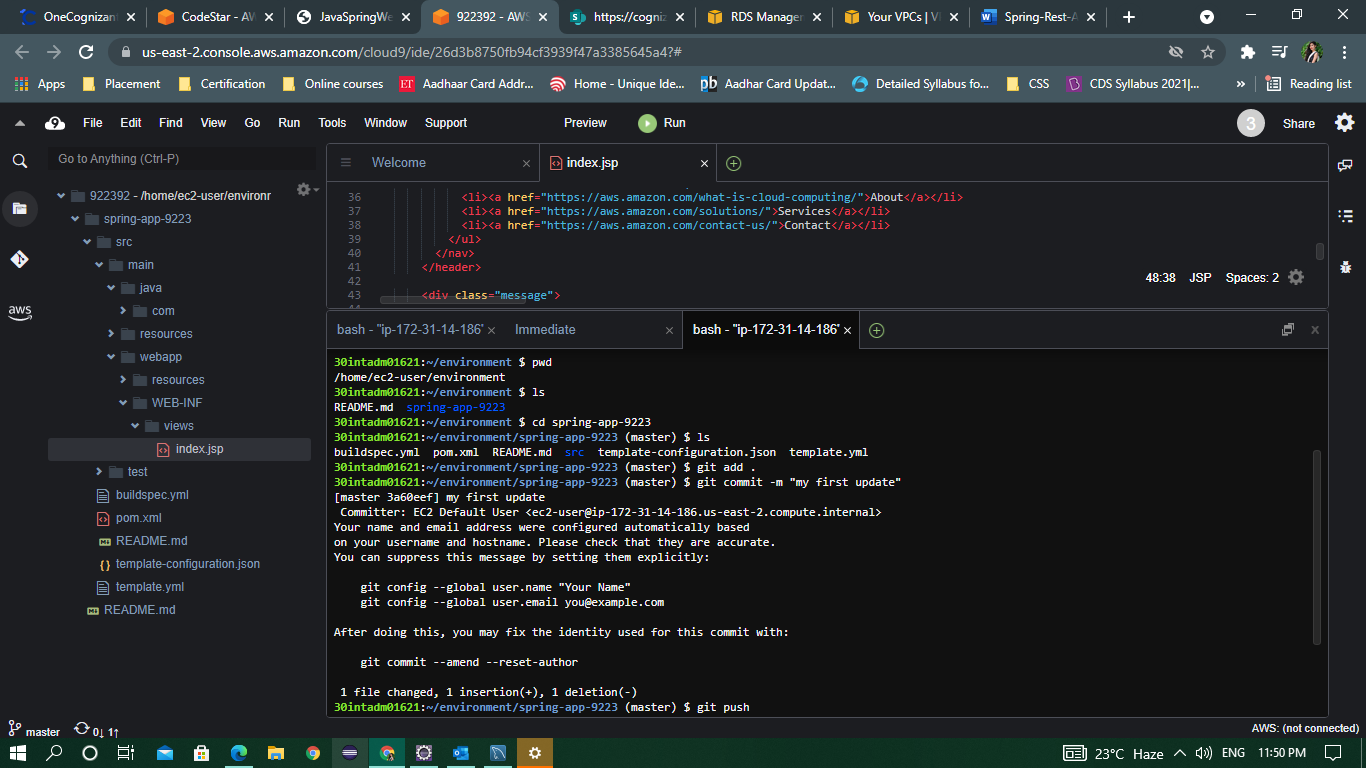 OneCognizan
CodeStar - AW
JavaSpringWe
922392 - AWS
https://cogniz
RDS Manager
Your VPCs | V
Spring-Rest-A
us-east-2.console.aws.amazon.com/cloud9/ide/26d3b8750fb94cf3939f47a3385645a4?#
Apps Placement Certification Online courses ET Aadhaar Card Addr... Home - Unique Ide... pb Aadhar Card Updat... Detailed Syllabus fo... CSS CDS Syllabus 2021|... » Reading list
9 File Edit Find View Go Run Tools Window Support Preview Run 3 Share
Go to Anything (Ctrl-P)
922392 - /home/ec2-user/environr
spring-app-9223
src
main
java
com
resources
webapp
resources
WEB-INF
views
index.jsp
test
buildspec.yml
pom.xml
README.md
template-configuration.json
template.yml
README.md
aws
Welcome index.jsp
36 <li><a href="https://aws.amazon.com/what-is-cloud-computing/">About</a></li>
37 <li><a href="https://aws.amazon.com/solutions/">Services</a></li>
38 <li><a href="https://aws.amazon.com/contact-us/">Contact</a></li>
39 </ul>
40 </nav>
41 </header>
42
43 <div class="message">
48:38 JSP Spaces: 2
bash - "ip-172-31-14-186" Immediate bash - "ip-172-31-14-186"
30intadm01621:~/environment $ pwd
/home/ec2-user/environment
30intadm01621:~/environment $ ls
README.md spring-app-9223
30intadm01621:~/environment $ cd spring-app-9223
30intadm01621:~/environment/spring-app-9223 (master) $ ls
buildspec.yml pom.xml README.md src template-configuration.json template.yml
30intadm01621:~/environment/spring-app-9223 (master) $ git add .
30intadm01621:~/environment/spring-app-9223 (master) $ git commit -m "my first update"
[master 3a60eef] my first update
Committer: EC2 Default User <ec2-user@ip-172-31-14-186.us-east-2.compute.internal>
Your name and email address were configured automatically based
on your username and hostname. Please check that they are accurate.
You can suppress this message by setting them explicitly:
git config --global user.name "Your Name"
git config --global user.email you@example.com
After doing this, you may fix the identity used for this commit with:
git commit --amend --reset-author
1 file changed, 1 insertion(+), 1 deletion(-)
30intadm01621:~/environment/spring-app-9223 (master) $ git push
master 0↓ 1↑
AWS: (not connected)
23°C Haze ENG 11:50 PM